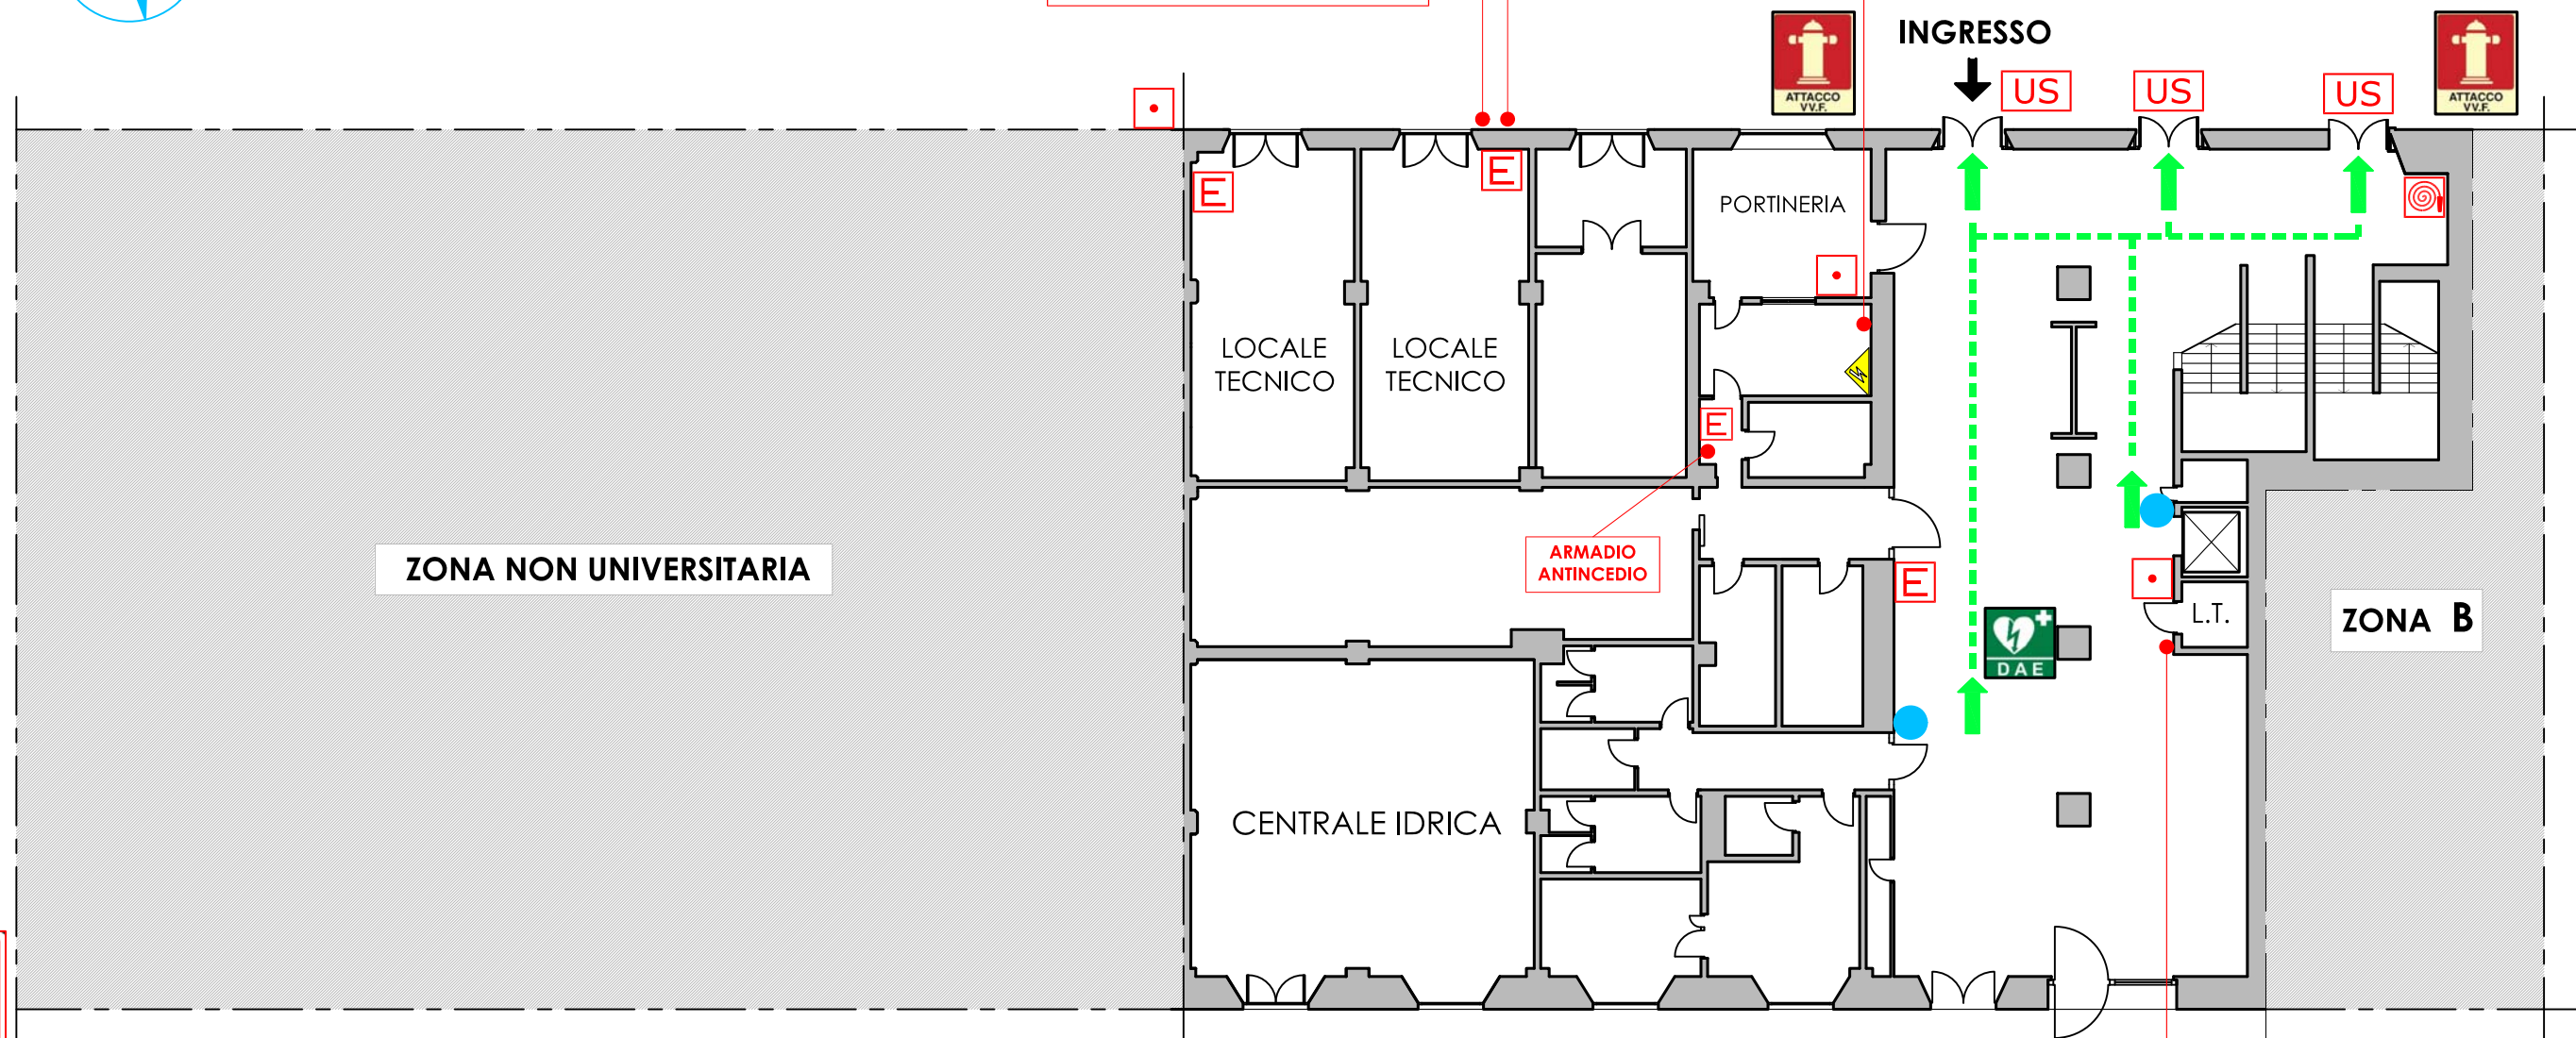 INGRESSO
ATTACCO
VV.F.
US
US
US
ATTACCO
VV.F.
E
E
PORTINERIA
LOCALE
TECNICO
LOCALE
TECNICO
E
ARMADIO
ANTINCEDIO
ZONA NON UNIVERSITARIA
E
L.T.
ZONA B
DAE
CENTRALE IDRICA